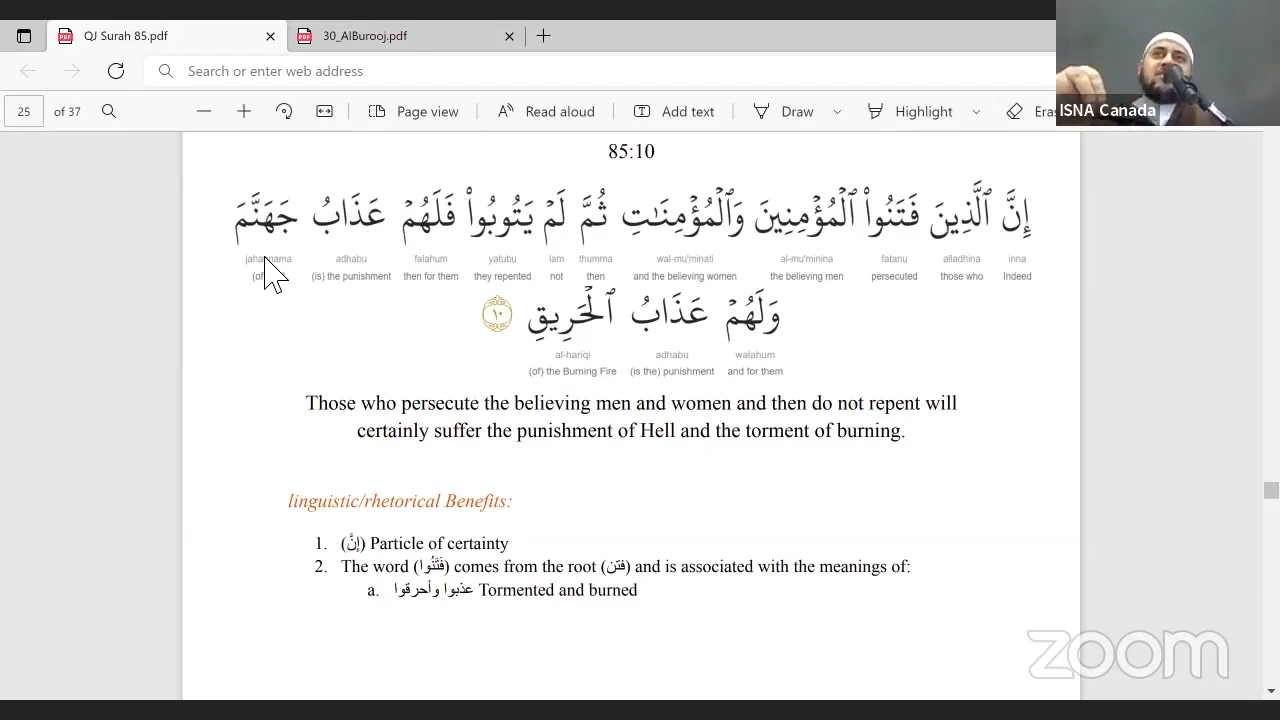 QJ Surah 85.pdf
30_AlBurooj.pdf
Search or enter web address
25 of 37
Page view
Read aloud
Add text
Draw
Highlight
ISNA Canada
85:10
إِنَّ ٱلَّذِينَ فَتَنُوا۟ ٱلْمُؤْمِنِينَ وَٱلْمُؤْمِنَـٰتِ ثُمَّ لَمْ يَتُوبُوا۟ فَلَهُمْ عَذَابُ جَهَنَّمَ
adhabu falahum yatubu lam thumma wal-mu'minati al-mu'minina fatanu alladhina inna
(is) the punishment then for them they repented not then and the believing women the believing men persecuted those who Indeed
وَلَهُمْ عَذَابُ ٱلْحَرِيقِ ١٠
al-hariqi adhabu walahum
(of) the Burning Fire (is the) punishment and for them
Those who persecute the believing men and women and then do not repent will
certainly suffer the punishment of Hell and the torment of burning.
linguistic/rhetorical Benefits:
1. (إِنَّ) Particle of certainty
2. The word (فَتَنُوا) comes from the root (فتن) and is associated with the meanings of:
a. عذبوا وأحرقوا Tormented and burned
zoom